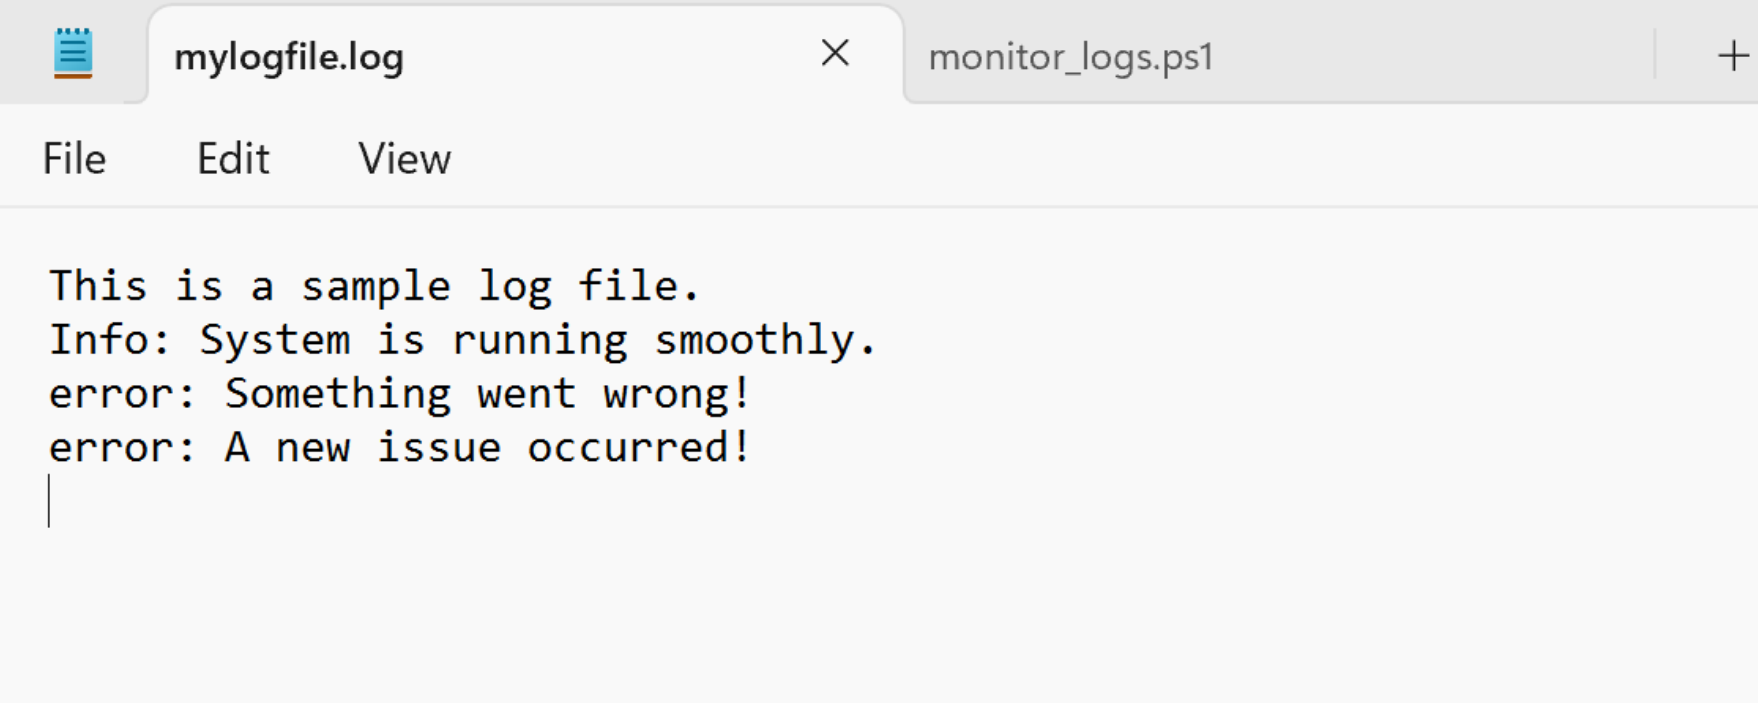 mylogfile.log
monitor_logs.ps1
File Edit View
This is a sample log file.
Info: System is running smoothly.
error: Something went wrong!
error: A new issue occurred!